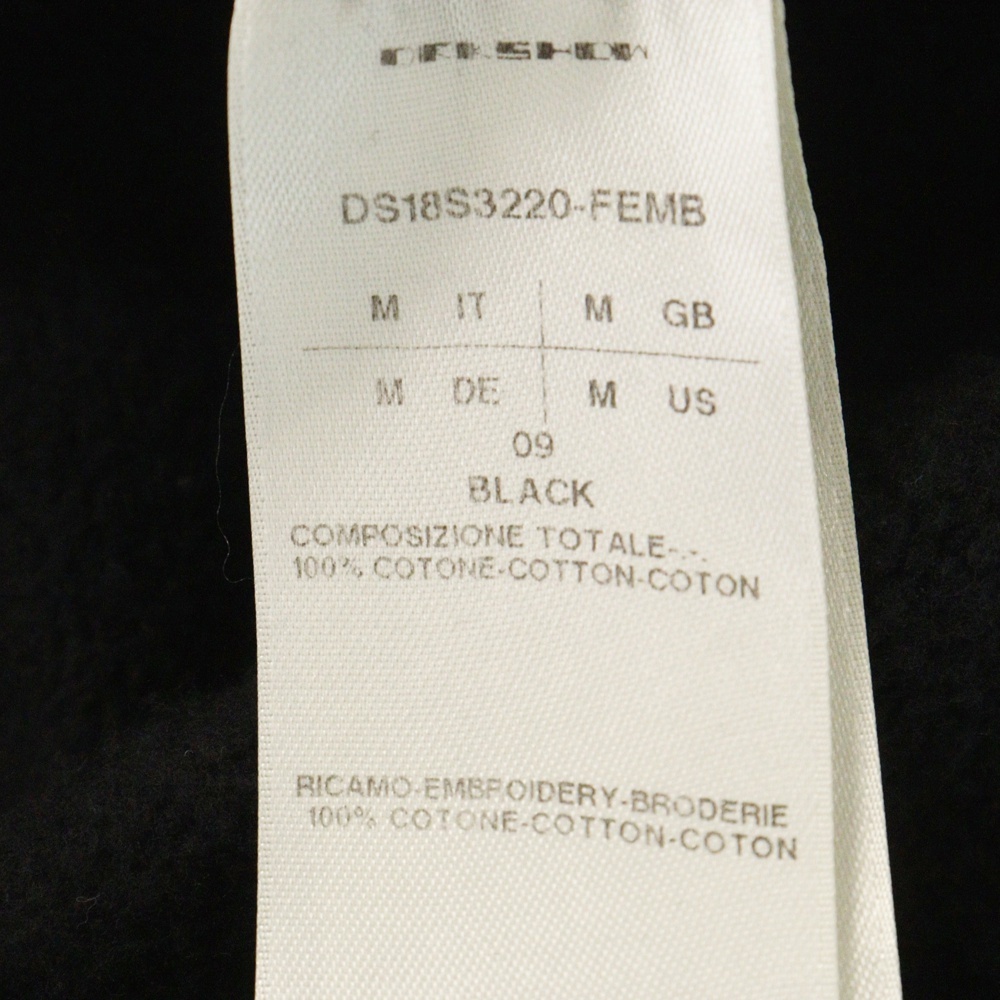 DRKSHDW
DS18S3220-FEMB
M IT M GB
M DE M US
09
BLACK
COMPOSIZIONE TOTALE-.-.
100% COTONE-COTTON-COTON
RICAMO-EMBROIDERY-BRODERIE
100% COTONE-COTTON-COTON